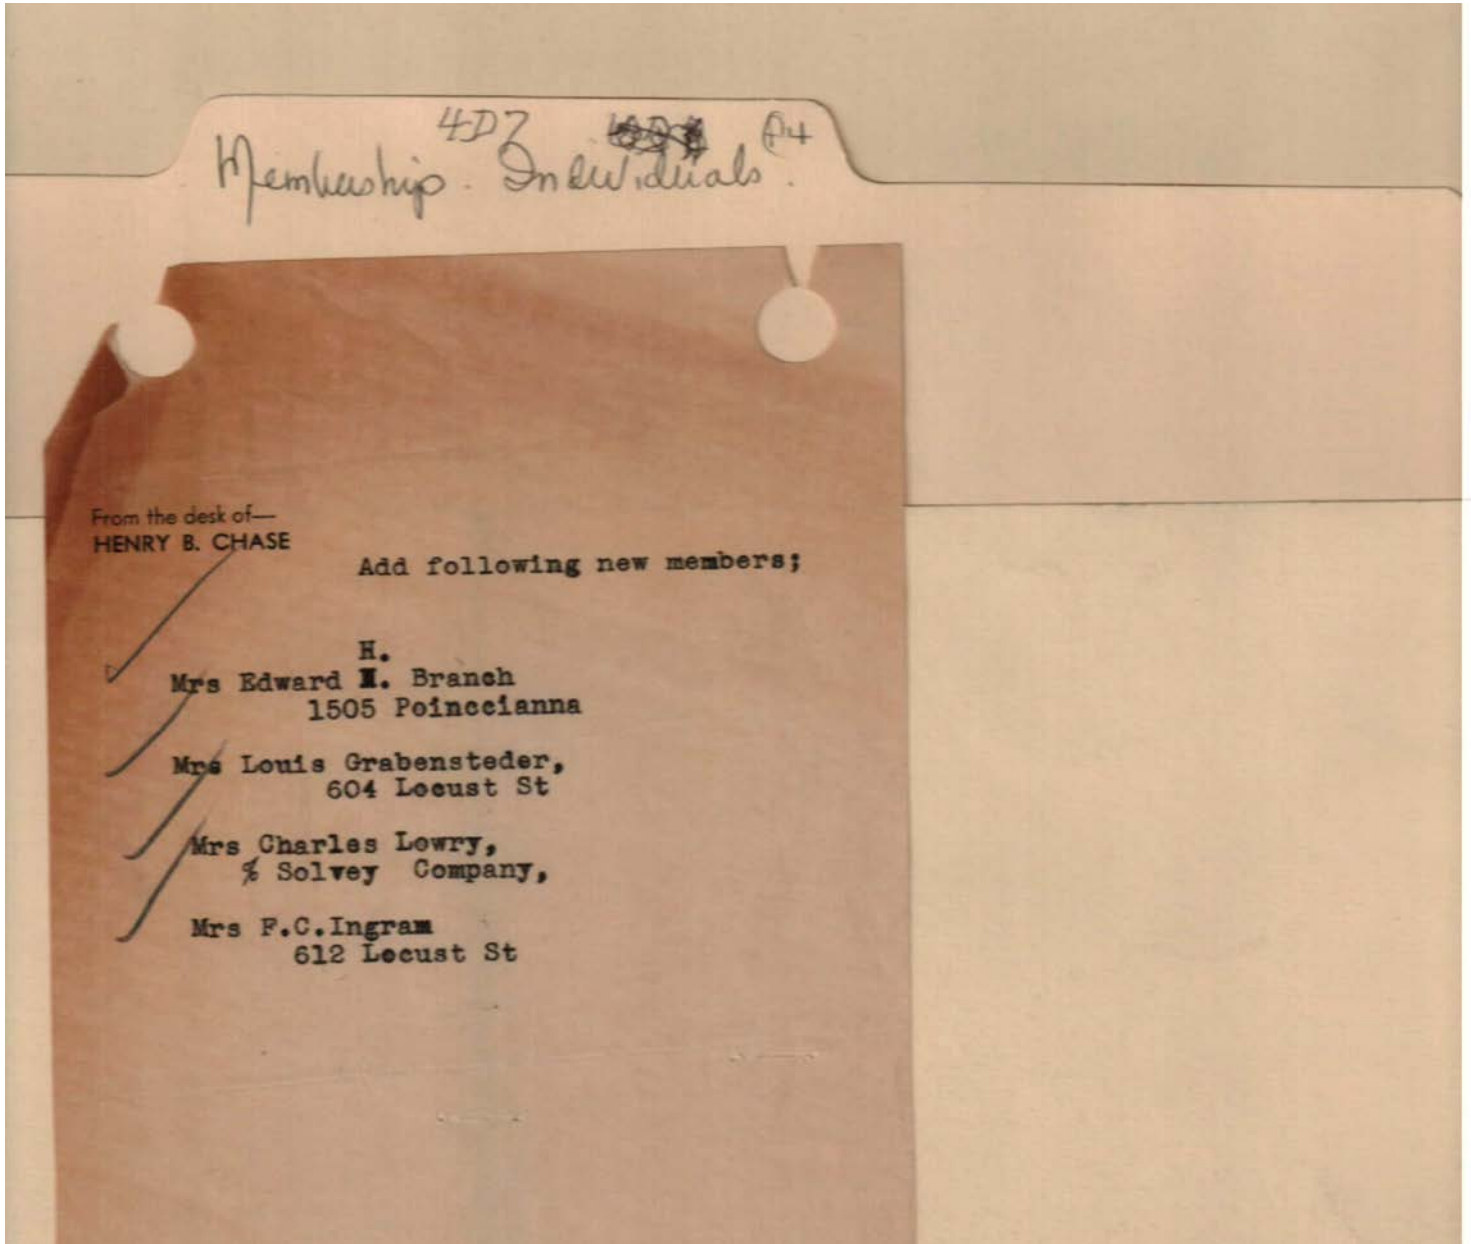 4D7 P4
Membership. Individuals.
From the desk of—
HENRY B. CHASE
Add following new members;
H.
Mrs Edward H. Branch
1505 Poinccianna
Mrs Louis Grabensteder,
604 Locust St
Mrs Charles Lowry,
% Solvey Company,
Mrs F.C.Ingram
612 Locust St